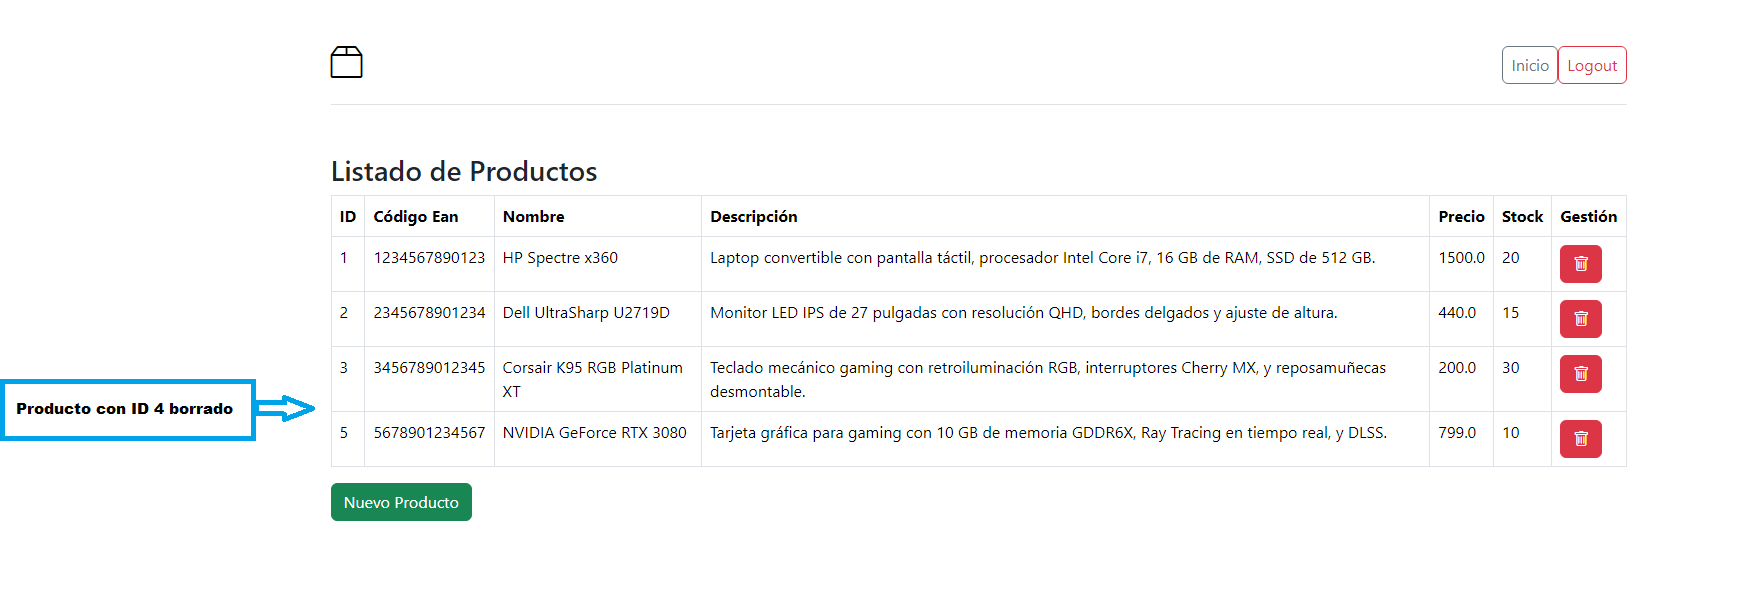 Inicio Logout
Listado de Productos
ID Código Ean Nombre Descripción Precio Stock Gestión
1 1234567890123 HP Spectre x360 Laptop convertible con pantalla táctil, procesador Intel Core i7, 16 GB de RAM, SSD de 512 GB. 1500.0 20
2 2345678901234 Dell UltraSharp U2719D Monitor LED IPS de 27 pulgadas con resolución QHD, bordes delgados y ajuste de altura. 440.0 15
3 3456789012345 Corsair K95 RGB Platinum Teclado mecánico gaming con retroiluminación RGB, interruptores Cherry MX, y reposamuñecas 200.0 30
XT desmontable.
Producto con ID 4 borrado
5 5678901234567 NVIDIA GeForce RTX 3080 Tarjeta gráfica para gaming con 10 GB de memoria GDDR6X, Ray Tracing en tiempo real, y DLSS. 799.0 10
Nuevo Producto